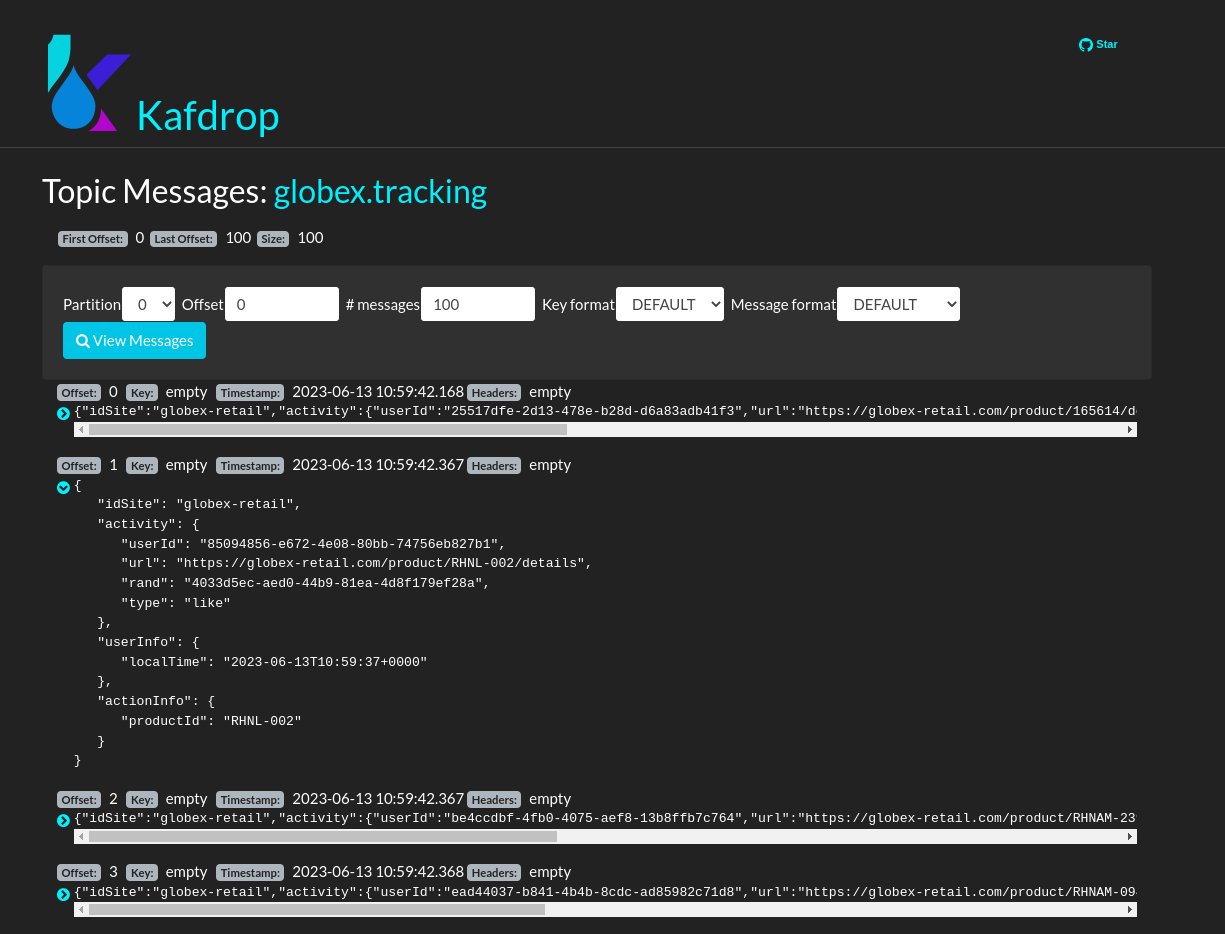 Star
Kafdrop
Topic Messages: globex.tracking
First Offset: 0 Last Offset: 100 Size: 100
Partition 0 Offset 0 # messages 100 Key format DEFAULT Message format DEFAULT
View Messages
Offset: 0 Key: empty Timestamp: 2023-06-13 10:59:42.168 Headers: empty
{"idSite":"globex-retail","activity":{"userId":"25517dfe-2d13-478e-b28d-d6a83adb41f3","url":"https://globex-retail.com/product/165614/d
Offset: 1 Key: empty Timestamp: 2023-06-13 10:59:42.367 Headers: empty
{
"idSite": "globex-retail",
"activity": {
"userId": "85094856-e672-4e08-80bb-74756eb827b1",
"url": "https://globex-retail.com/product/RHNL-002/details",
"rand": "4033d5ec-aed0-44b9-81ea-4d8f179ef28a",
"type": "like"
},
"userInfo": {
"localTime": "2023-06-13T10:59:37+0000"
},
"actionInfo": {
"productId": "RHNL-002"
}
}
Offset: 2 Key: empty Timestamp: 2023-06-13 10:59:42.367 Headers: empty
{"idSite":"globex-retail","activity":{"userId":"be4ccdbf-4fb0-4075-aef8-13b8ffb7c764","url":"https://globex-retail.com/product/RHNAM-23
Offset: 3 Key: empty Timestamp: 2023-06-13 10:59:42.368 Headers: empty
{"idSite":"globex-retail","activity":{"userId":"ead44037-b841-4b4b-8cdc-ad85982c71d8","url":"https://globex-retail.com/product/RHNAM-09